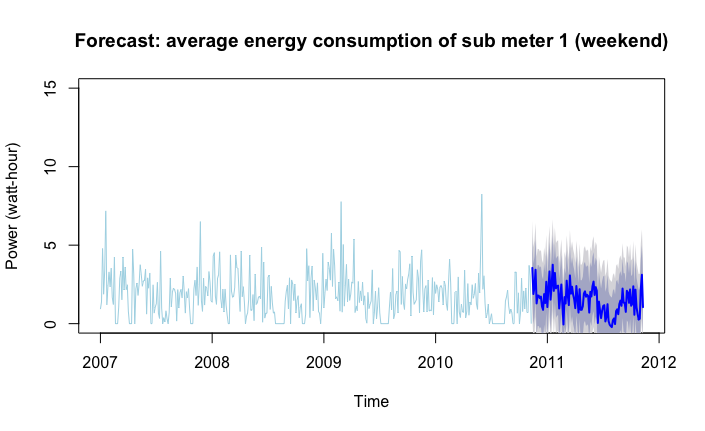 Forecast: average energy consumption of sub meter 1 (weekend)
Power (watt-hour)
15
10
5
0
2007 2008 2009 2010 2011 2012
Time